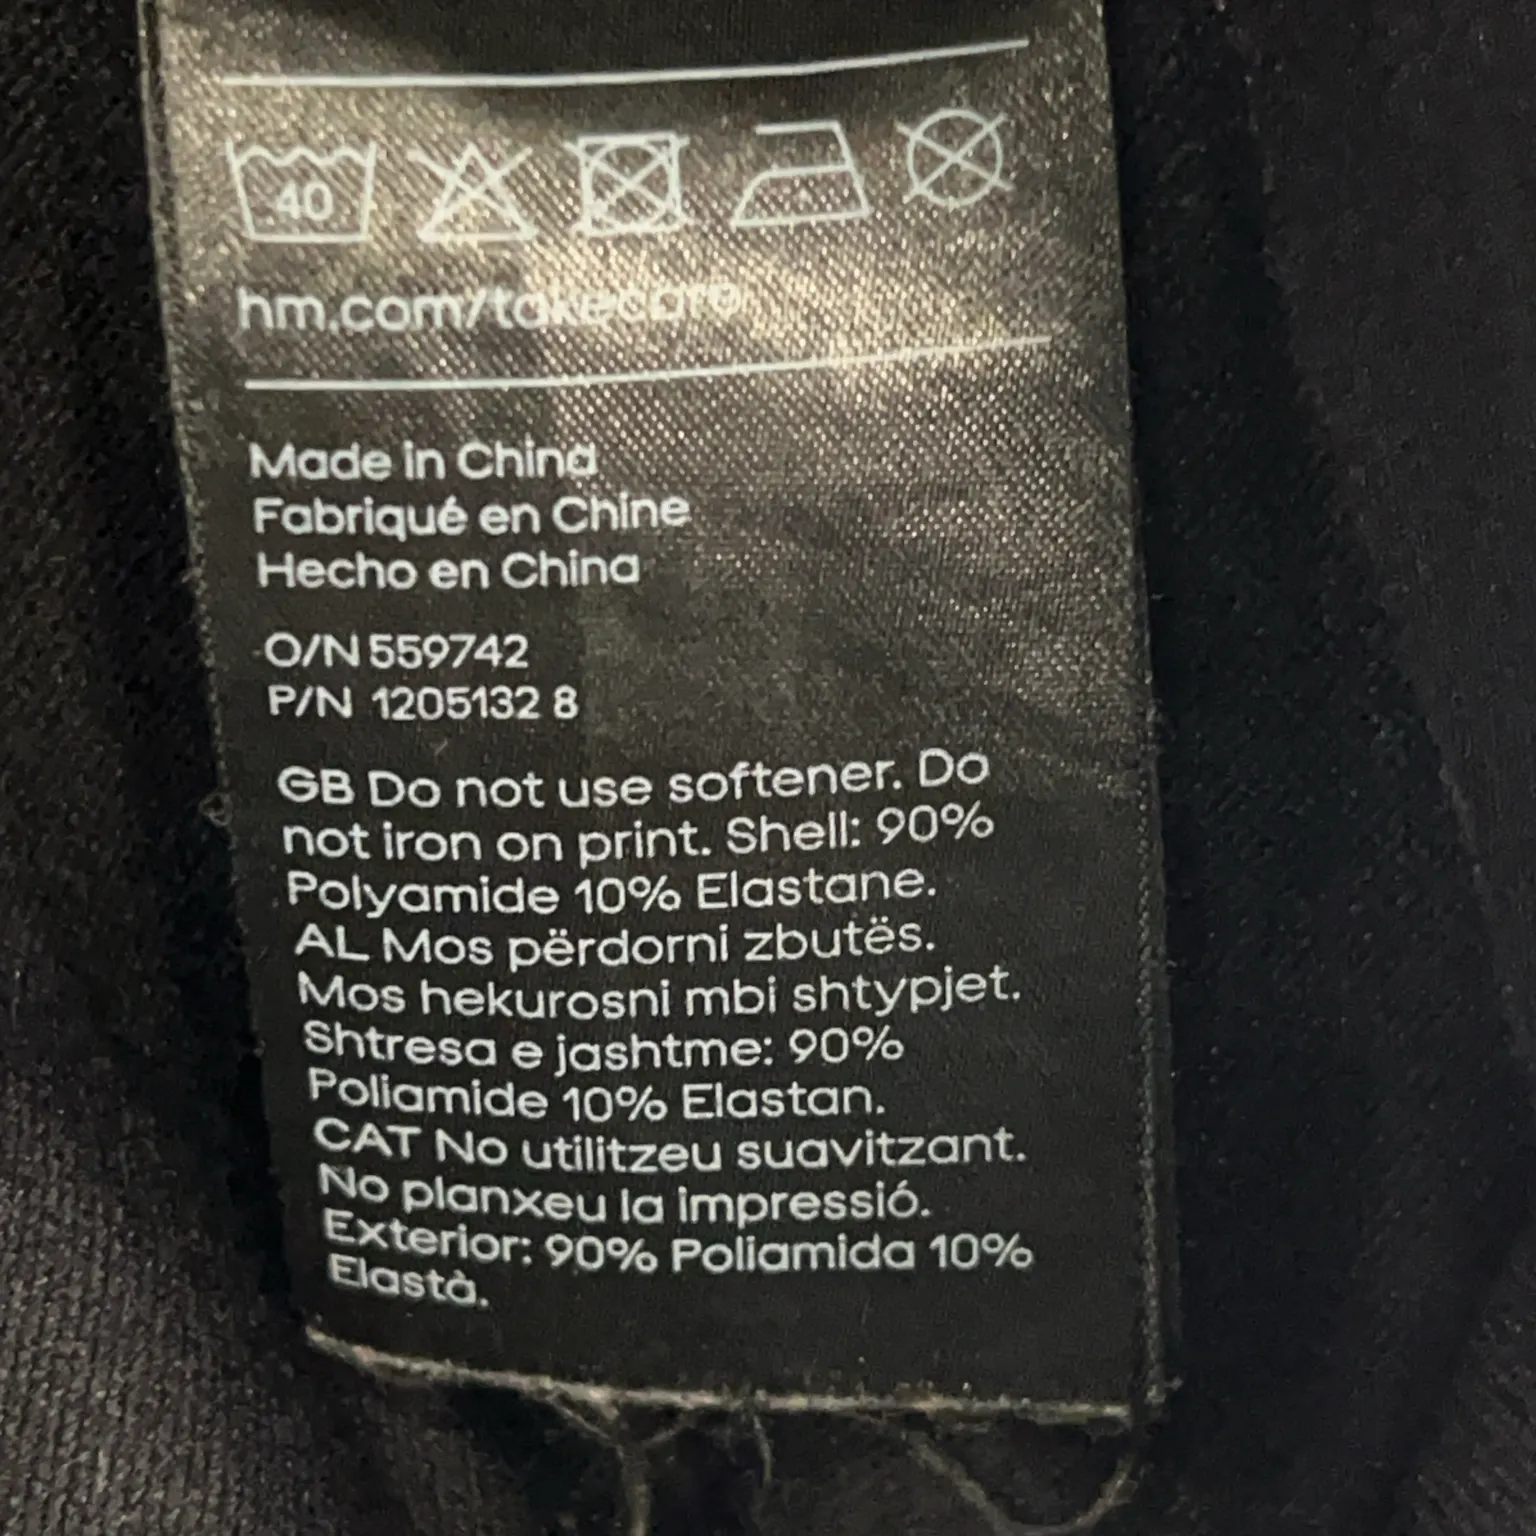 40
hm.com/takecare
Made in China
Fabriqué en Chine
Hecho en China
O/N 559742
P/N 1205132 8
GB Do not use softener. Do
not iron on print. Shell: 90%
Polyamide 10% Elastane.
AL Mos përdorni zbutës.
Mos hekurosni mbi shtypjet.
Shtresa e jashtme: 90%
Poliamide 10% Elastan.
CAT No utilitzeu suavitzant.
No planxeu la impressió.
Exterior: 90% Poliamida 10%
Elastà.